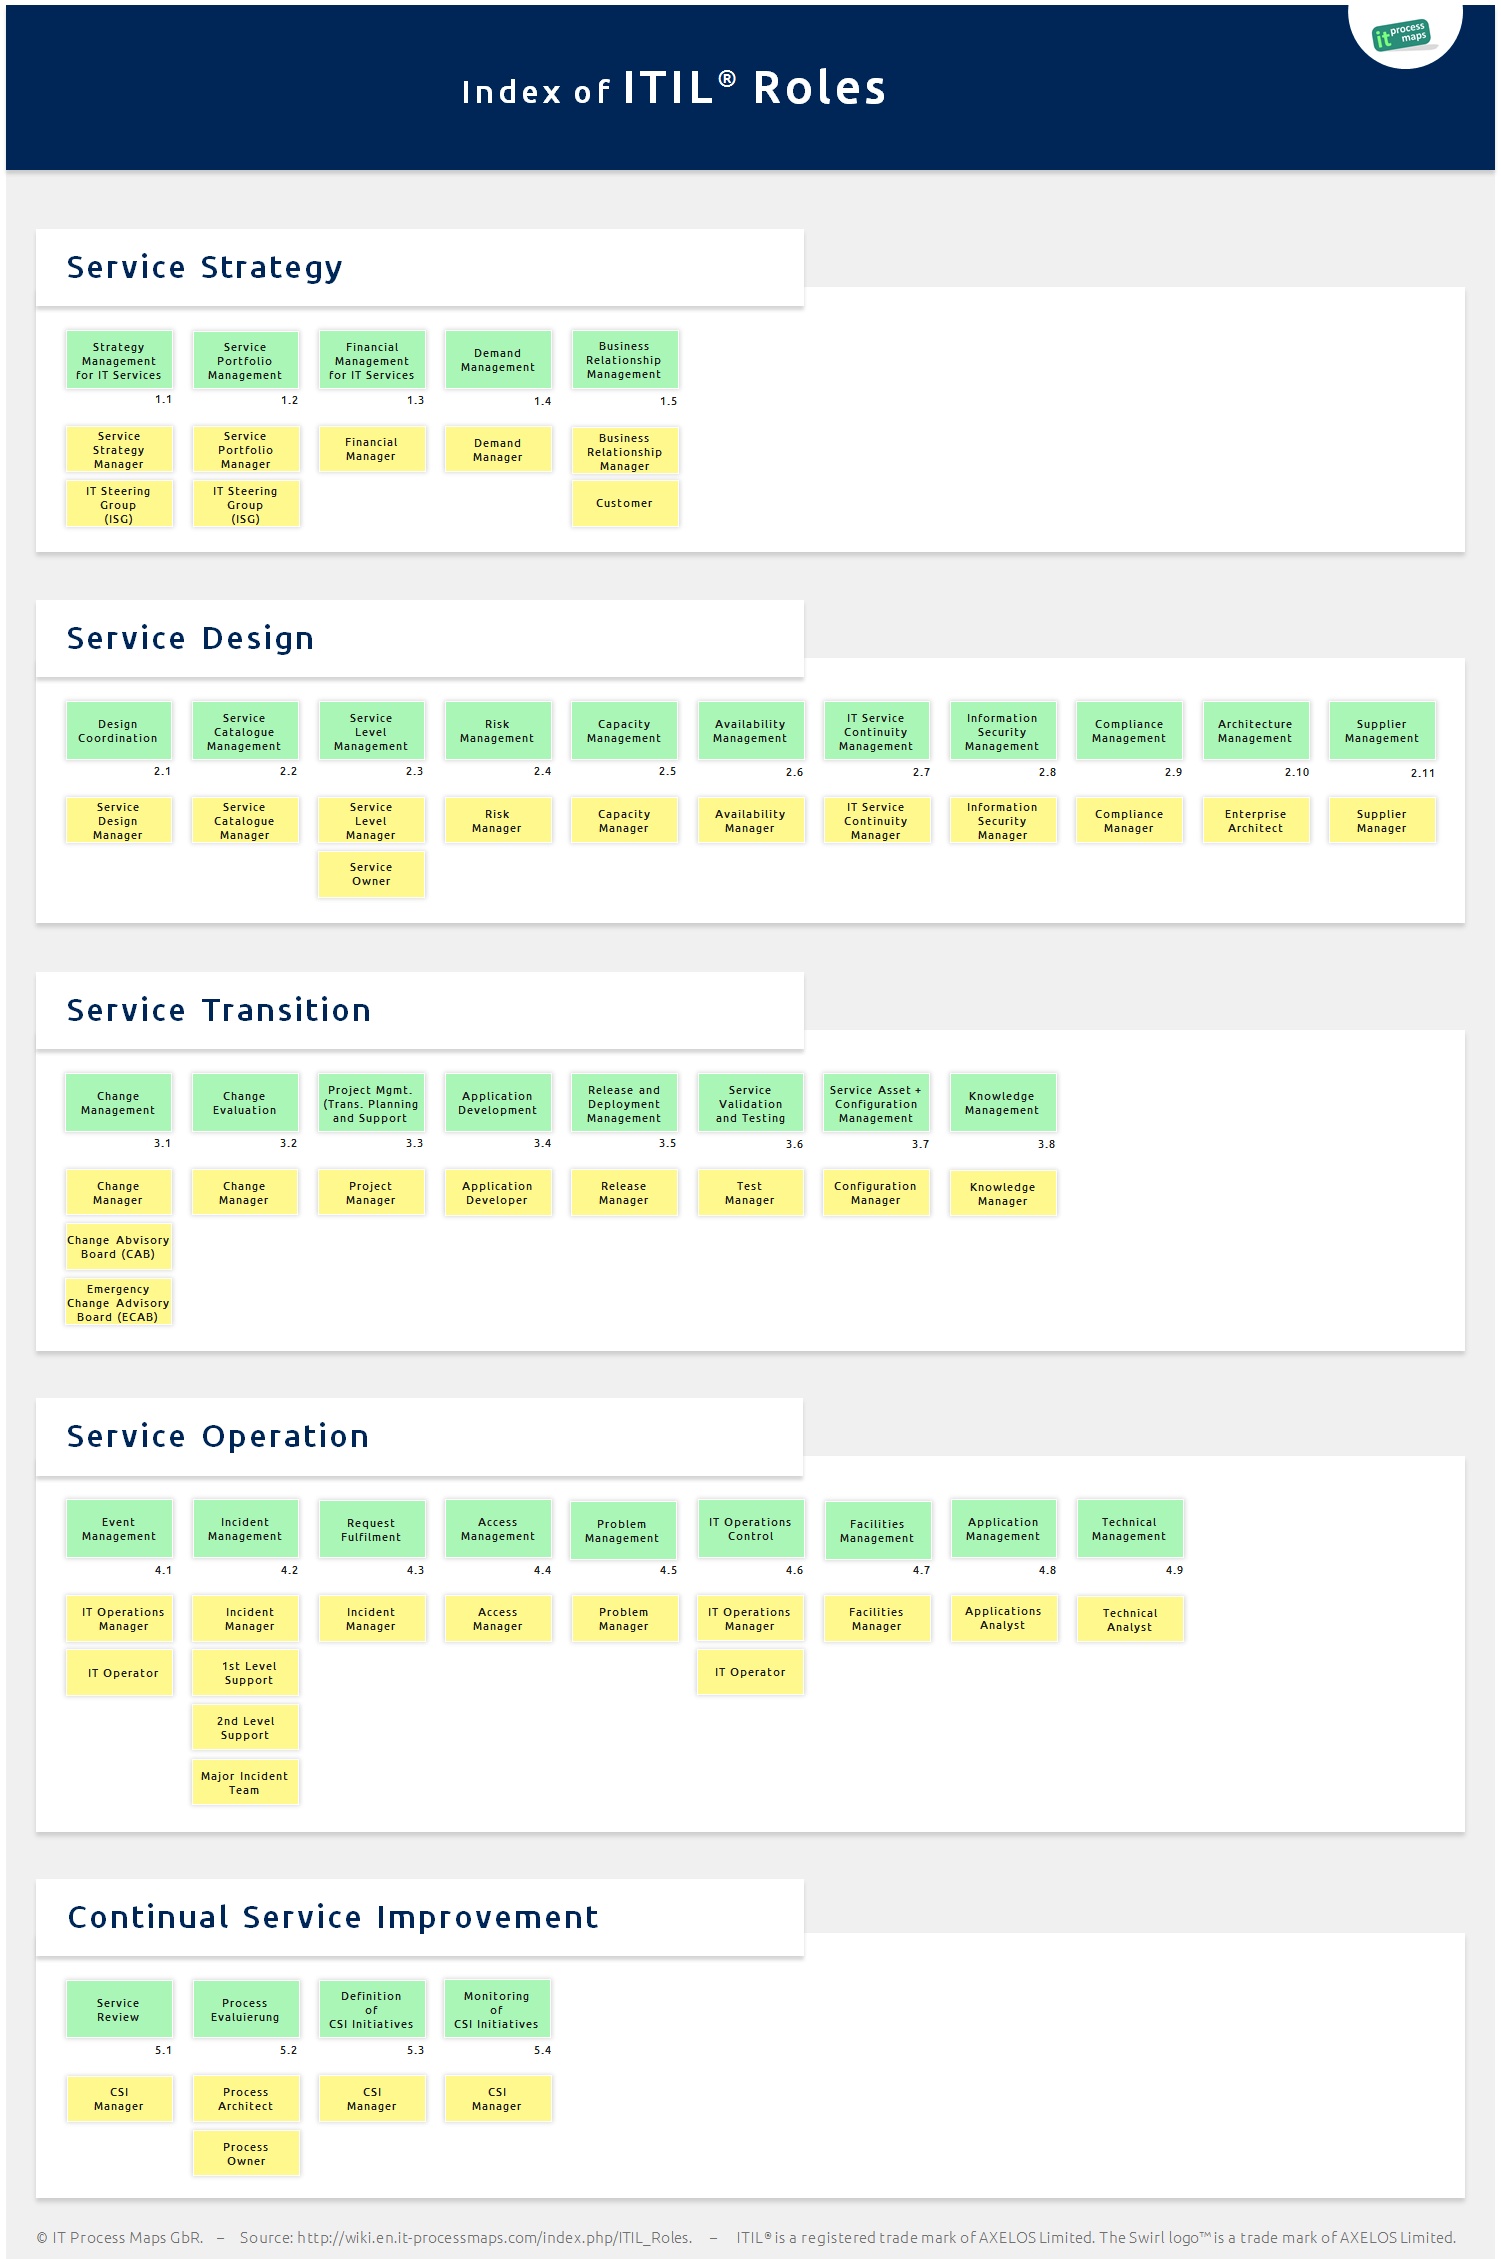 it process
maps
Index of ITIL® Roles
Service Strategy
Strategy
Management
for IT Services
1.1
Service
Portfolio
Management
1.2
Financial
Management
for IT Services
1.3
Demand
Management
1.4
Business
Relationship
Management
1.5
Service
Strategy
Manager
Service
Portfolio
Manager
Financial
Manager
Demand
Manager
Business
Relationship
Manager
IT Steering
Group
(ISG)
IT Steering
Group
(ISG)
Customer
Service Design
Design
Coordination
2.1
Service
Catalogue
Management
2.2
Service
Level
Management
2.3
Risk
Management
2.4
Capacity
Management
2.5
Availability
Management
2.6
IT Service
Continuity
Management
2.7
Information
Security
Management
2.8
Compliance
Management
2.9
Architecture
Management
2.10
Supplier
Management
2.11
Service
Design
Manager
Service
Catalogue
Manager
Service
Level
Manager
Risk
Manager
Capacity
Manager
Availability
Manager
IT Service
Continuity
Manager
Information
Security
Manager
Compliance
Manager
Enterprise
Architect
Supplier
Manager
Service
Owner
Service Transition
Change
Management
3.1
Change
Evaluation
3.2
Project Mgmt.
(Trans. Planning
and Support
3.3
Application
Development
3.4
Release and
Deployment
Management
3.5
Service
Validation
and Testing
3.6
Service Asset +
Configuration
Management
3.7
Knowledge
Management
3.8
Change
Manager
Change
Manager
Project
Manager
Application
Developer
Release
Manager
Test
Manager
Configuration
Manager
Knowledge
Manager
Change Abvisory
Board (CAB)
Emergency
Change Advisory
Board (ECAB)
Service Operation
Event
Management
4.1
Incident
Management
4.2
Request
Fulfilment
4.3
Access
Management
4.4
Problem
Management
4.5
IT Operations
Control
4.6
Facilities
Management
4.7
Application
Management
4.8
Technical
Management
4.9
IT Operations
Manager
Incident
Manager
Incident
Manager
Access
Manager
Problem
Manager
IT Operations
Manager
Facilities
Manager
Applications
Analyst
Technical
Analyst
IT Operator
1st Level
Support
IT Operator
2nd Level
Support
Major Incident
Team
Continual Service Improvement
Service
Review
5.1
Process
Evaluierung
5.2
Definition
of
CSI Initiatives
5.3
Monitoring
of
CSI Initiatives
5.4
CSI
Manager
Process
Architect
CSI
Manager
CSI
Manager
Process
Owner
© IT Process Maps GbR. – Source: http://wiki.en.it-processmaps.com/index.php/ITIL_Roles. – ITIL® is a registered trade mark of AXELOS Limited. The Swirl logo™ is a trade mark of AXELOS Limited.